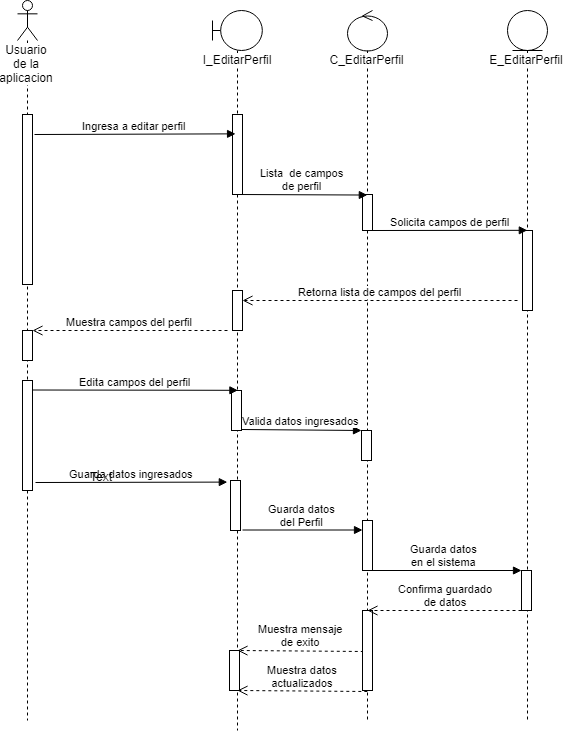 Usuario
de la
aplicacion
I_EditarPerfil
C_EditarPerfil
E_EditarPerfil
Ingresa a editar perfil
Lista de campos
de perfil
Solicita campos de perfil
Retorna lista de campos del perfil
Muestra campos del perfil
Edita campos del perfil
Valida datos ingresados
Guarda datos ingresados
Text
Guarda datos
del Perfil
Guarda datos
en el sistema
Confirma guardado
de datos
Muestra mensaje
de exito
Muestra datos
actualizados